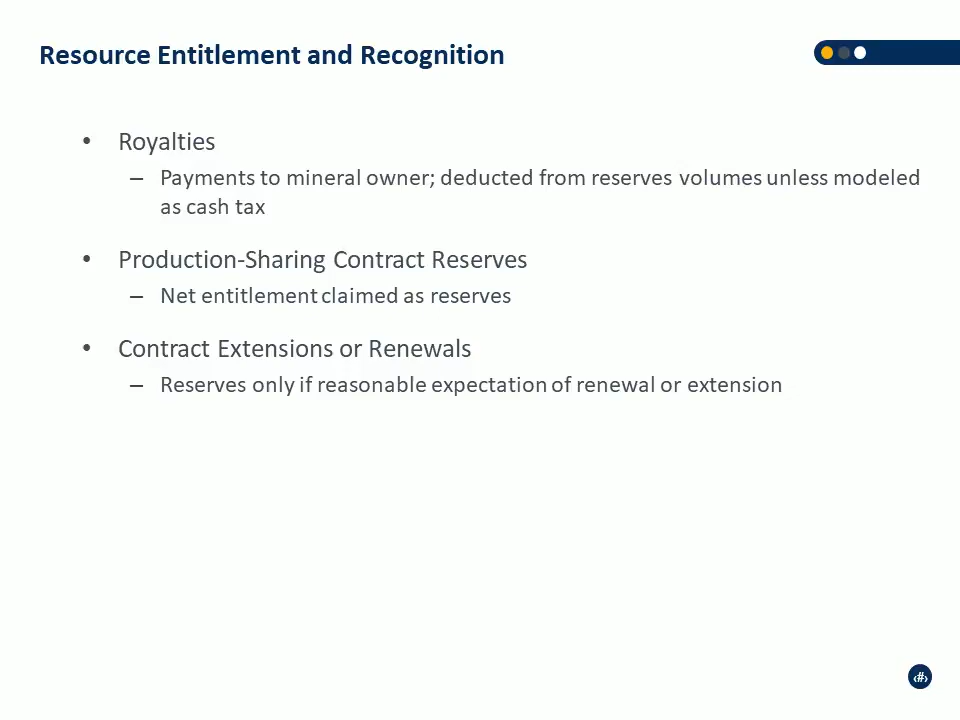 Resource Entitlement and Recognition
• Royalties
– Payments to mineral owner; deducted from reserves volumes unless modeled
as cash tax
• Production-Sharing Contract Reserves
– Net entitlement claimed as reserves
• Contract Extensions or Renewals
– Reserves only if reasonable expectation of renewal or extension
‹#›